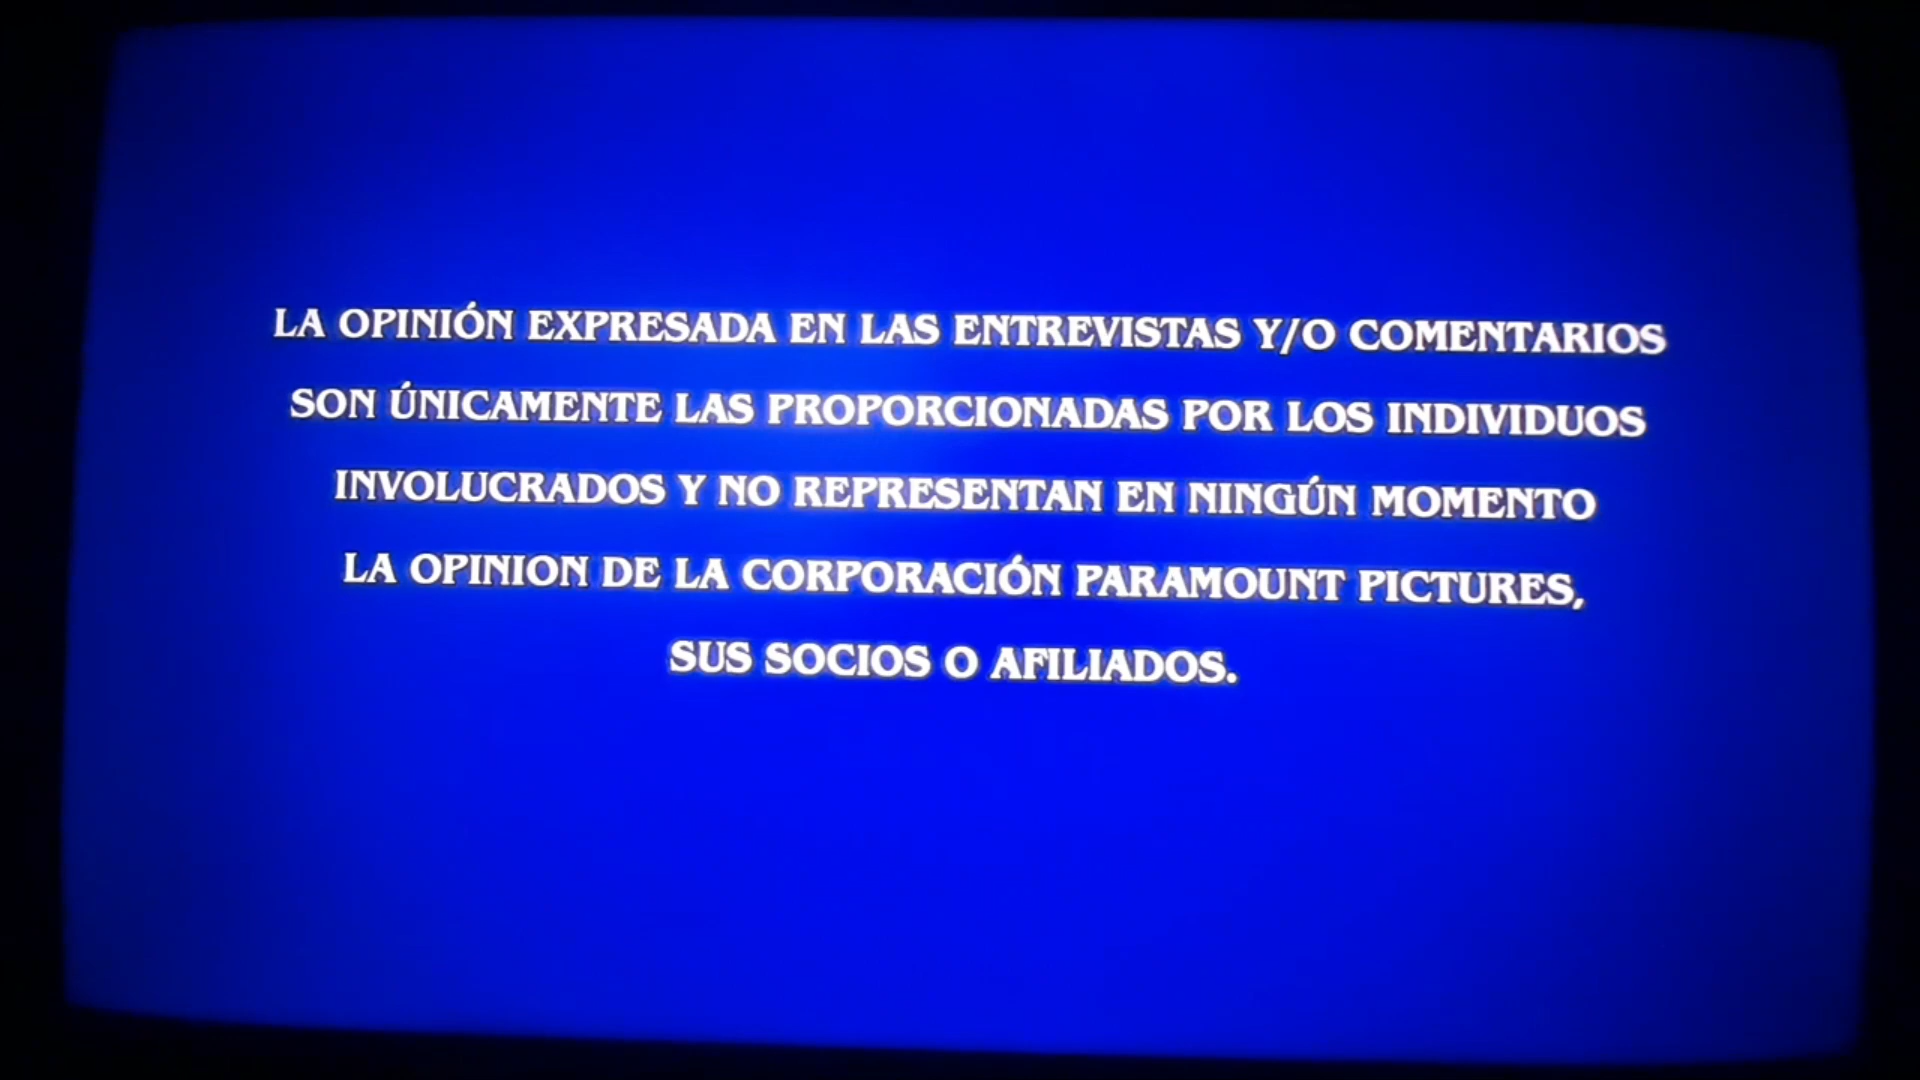 LA OPINIÓN EXPRESADA EN LAS ENTREVISTAS Y/O COMENTARIOS
SON ÚNICAMENTE LAS PROPORCIONADAS POR LOS INDIVIDUOS
INVOLUCRADOS Y NO REPRESENTAN EN NINGÚN MOMENTO
LA OPINION DE LA CORPORACIÓN PARAMOUNT PICTURES,
SUS SOCIOS O AFILIADOS.